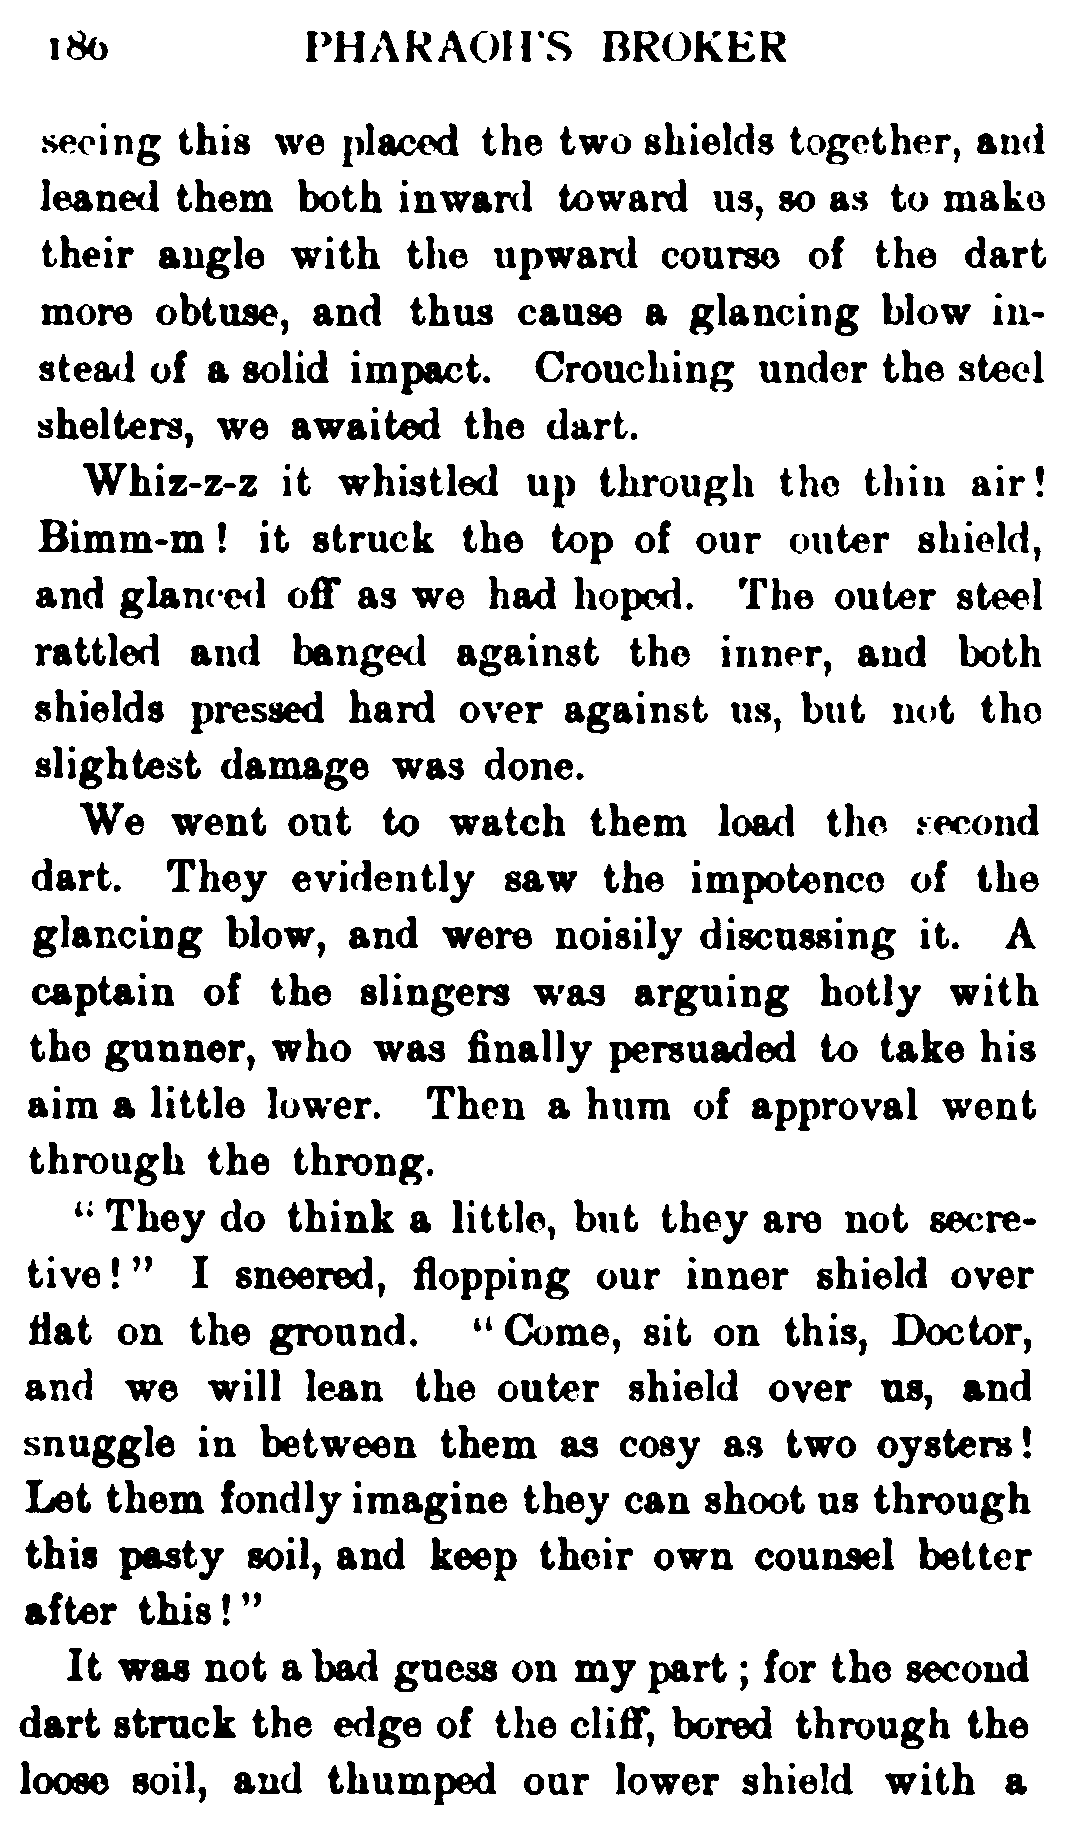 180 PHARAOH'S BROKER
seeing this we placed the two shields together, and
leaned them both inward toward us, so as to make
their angle with the upward course of the dart
more obtuse, and thus cause a glancing blow in-
stead of a solid impact. Crouching under the steel
shelters, we awaited the dart.
Whiz-z-z it whistled up through the thin air!
Bimm-m! it struck the top of our outer shield,
and glanced off as we had hoped. The outer steel
rattled and banged against the inner, and both
shields pressed hard over against us, but not the
slightest damage was done.
We went out to watch them load the second
dart. They evidently saw the impotence of the
glancing blow, and were noisily discussing it. A
captain of the slingers was arguing hotly with
the gunner, who was finally persuaded to take his
aim a little lower. Then a hum of approval went
through the throng.
"They do think a little, but they are not secre-
tive!" I sneered, flopping our inner shield over
flat on the ground. "Come, sit on this, Doctor,
and we will lean the outer shield over us, and
snuggle in between them as cosy as two oysters!
Let them fondly imagine they can shoot us through
this pasty soil, and keep their own counsel better
after this!"
It was not a bad guess on my part; for the second
dart struck the edge of the cliff, bored through the
loose soil, and thumped our lower shield with a